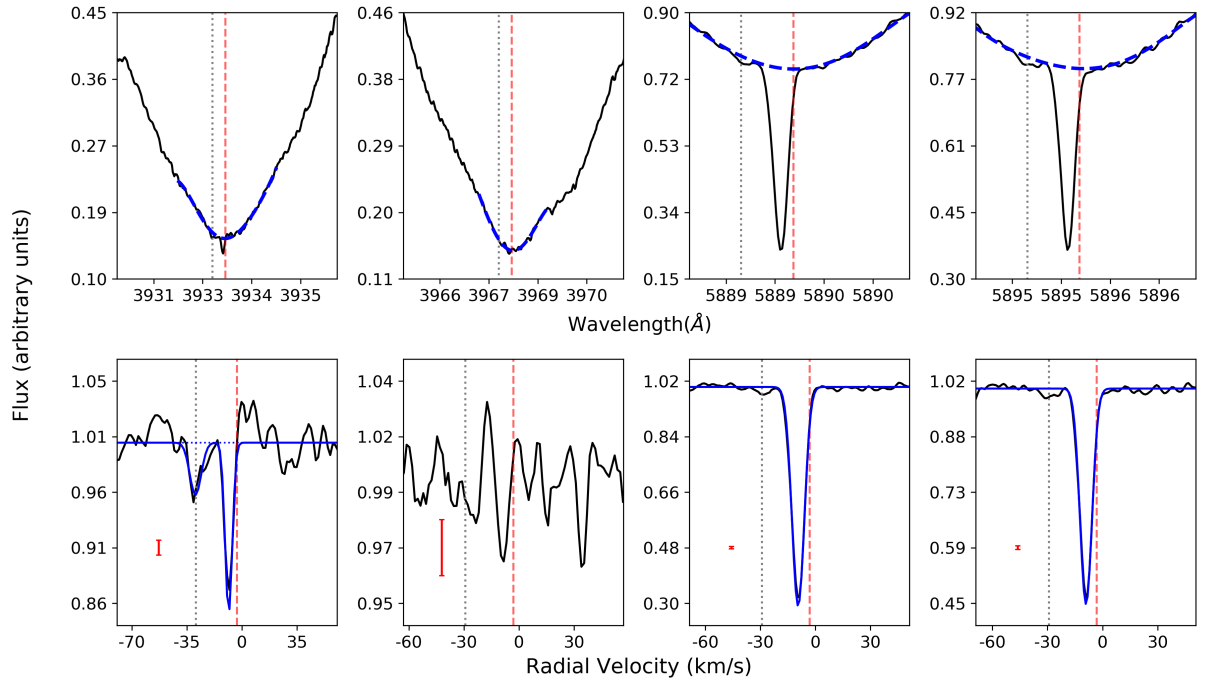 0.45 0.46 0.90 0.92
0.36 0.38 0.72 0.77
0.27 0.29 0.53 0.61
0.19 0.20 0.34 0.45
0.10 0.11 0.15 0.30
3931 3933 3934 3935 3966 3967 3969 3970 5889 5889 5890 5890 5895 5895 5896 5896
Wavelength(Å)
Flux (arbitrary units)
1.05 1.04 1.02 1.02
1.01 1.02 0.84 0.88
0.96 0.99 0.66 0.73
0.91 0.97 0.48 0.59
0.86 0.95 0.30 0.45
-70 -35 0 35 -60 -30 0 30 -60 -30 0 30 -60 -30 0 30
Radial Velocity (km/s)